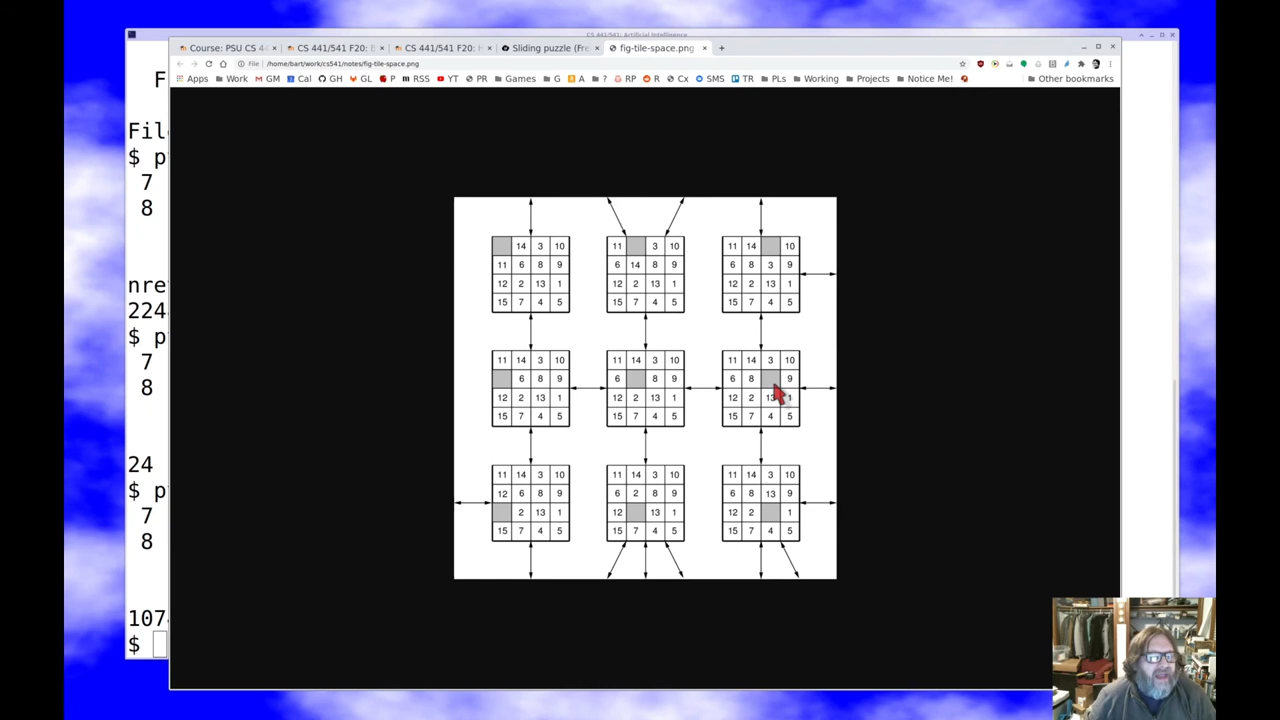 CS 441/541: Artificial Intelligence
Course: PSU CS 44
CS 441/541 F20: 
CS 441/541 F20: 
Sliding puzzle (Fre
fig-tile-space.png
File /home/bart/work/cs541/notes/fig-tile-space.png
Apps Work GM Cal GH GL P RSS YT TR PR Games G A ? RP R Cx SMS TR PLs Working Projects Notice Me! Other bookmarks
F
Fil
$ p
7
8
nre
224
$ p
7
8
24
$ p
7
8
107
$
14 3 10
11 6 8 9
12 2 13 1
15 7 4 5
11 3 10
6 14 8 9
12 2 13 1
15 7 4 5
11 14 10
6 8 3 9
12 2 13 1
15 7 4 5
11 14 3 10
6 8 9
12 2 13 1
15 7 4 5
11 14 3 10
6 8 9
12 2 13 1
15 7 4 5
11 14 3 10
6 8 9
12 2 13 1
15 7 4 5
11 14 3 10
12 6 8 9
2 13 1
15 7 4 5
11 14 3 10
6 2 8 9
12 13 1
15 7 4 5
11 14 3 10
6 8 13 9
12 2 1
15 7 4 5